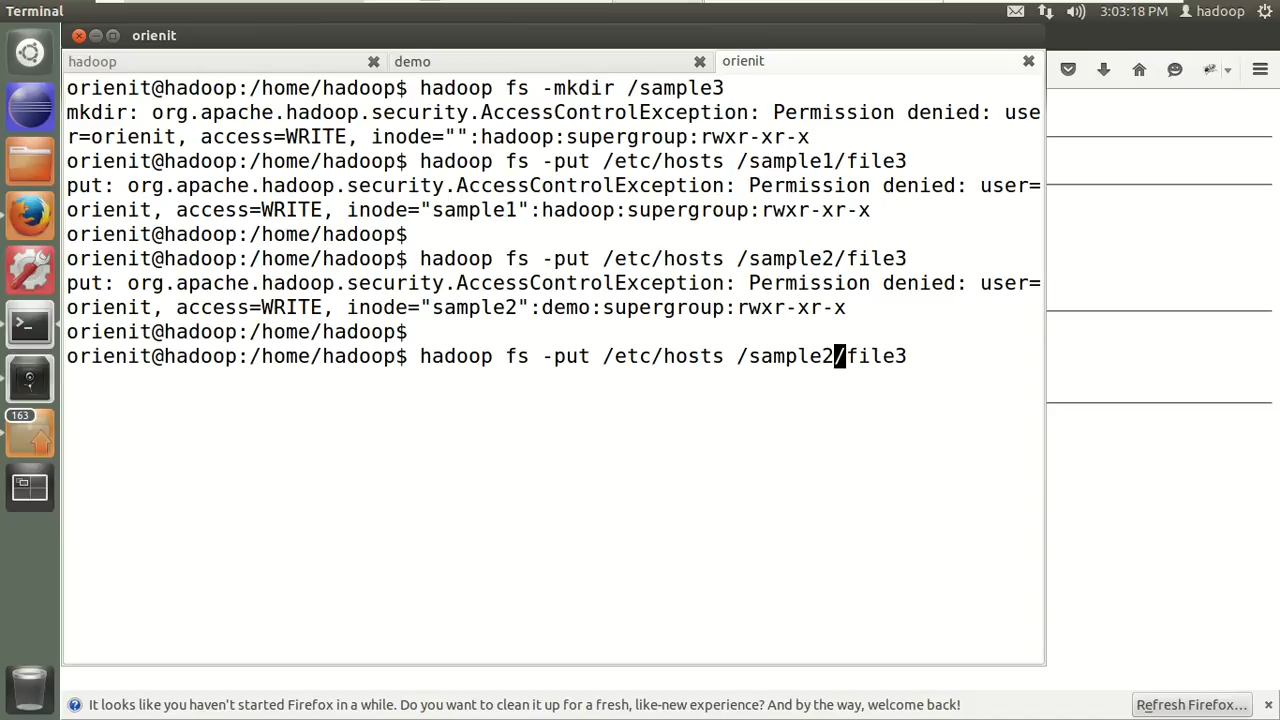 Terminal
3:03:18 PM
hadoop
orienit
hadoop
demo
orienit
orienit@hadoop:/home/hadoop$ hadoop fs -mkdir /sample3
mkdir: org.apache.hadoop.security.AccessControlException: Permission denied: use
r=orienit, access=WRITE, inode="":hadoop:supergroup:rwxr-xr-x
orienit@hadoop:/home/hadoop$ hadoop fs -put /etc/hosts /sample1/file3
put: org.apache.hadoop.security.AccessControlException: Permission denied: user=
orienit, access=WRITE, inode="sample1":hadoop:supergroup:rwxr-xr-x
orienit@hadoop:/home/hadoop$
orienit@hadoop:/home/hadoop$ hadoop fs -put /etc/hosts /sample2/file3
put: org.apache.hadoop.security.AccessControlException: Permission denied: user=
orienit, access=WRITE, inode="sample2":demo:supergroup:rwxr-xr-x
orienit@hadoop:/home/hadoop$
orienit@hadoop:/home/hadoop$ hadoop fs -put /etc/hosts /sample2/file3
163
It looks like you haven't started Firefox in a while. Do you want to clean it up for a fresh, like-new experience? And by the way, welcome back!
Refresh Firefox...